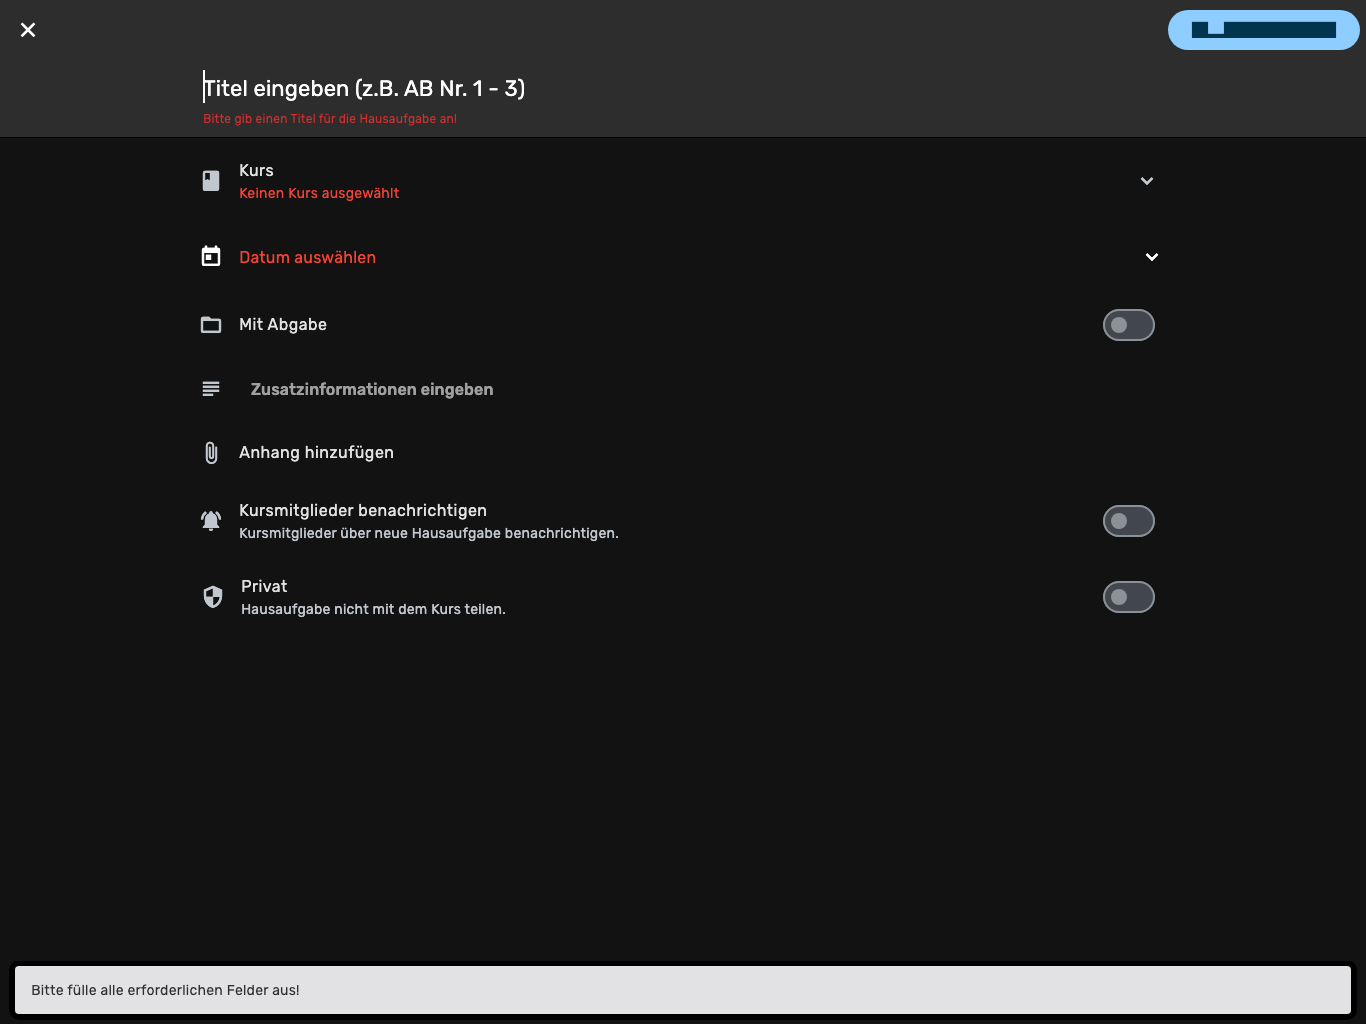 Titel eingeben (z.B. AB Nr. 1 - 3)
Bitte gib einen Titel für die Hausaufgabe an!
Kurs
Keinen Kurs ausgewählt
Datum auswählen
Mit Abgabe
Zusatzinformationen eingeben
Anhang hinzufügen
Kursmitglieder benachrichtigen
Kursmitglieder über neue Hausaufgabe benachrichtigen.
Privat
Hausaufgabe nicht mit dem Kurs teilen.
Bitte fülle alle erforderlichen Felder aus!